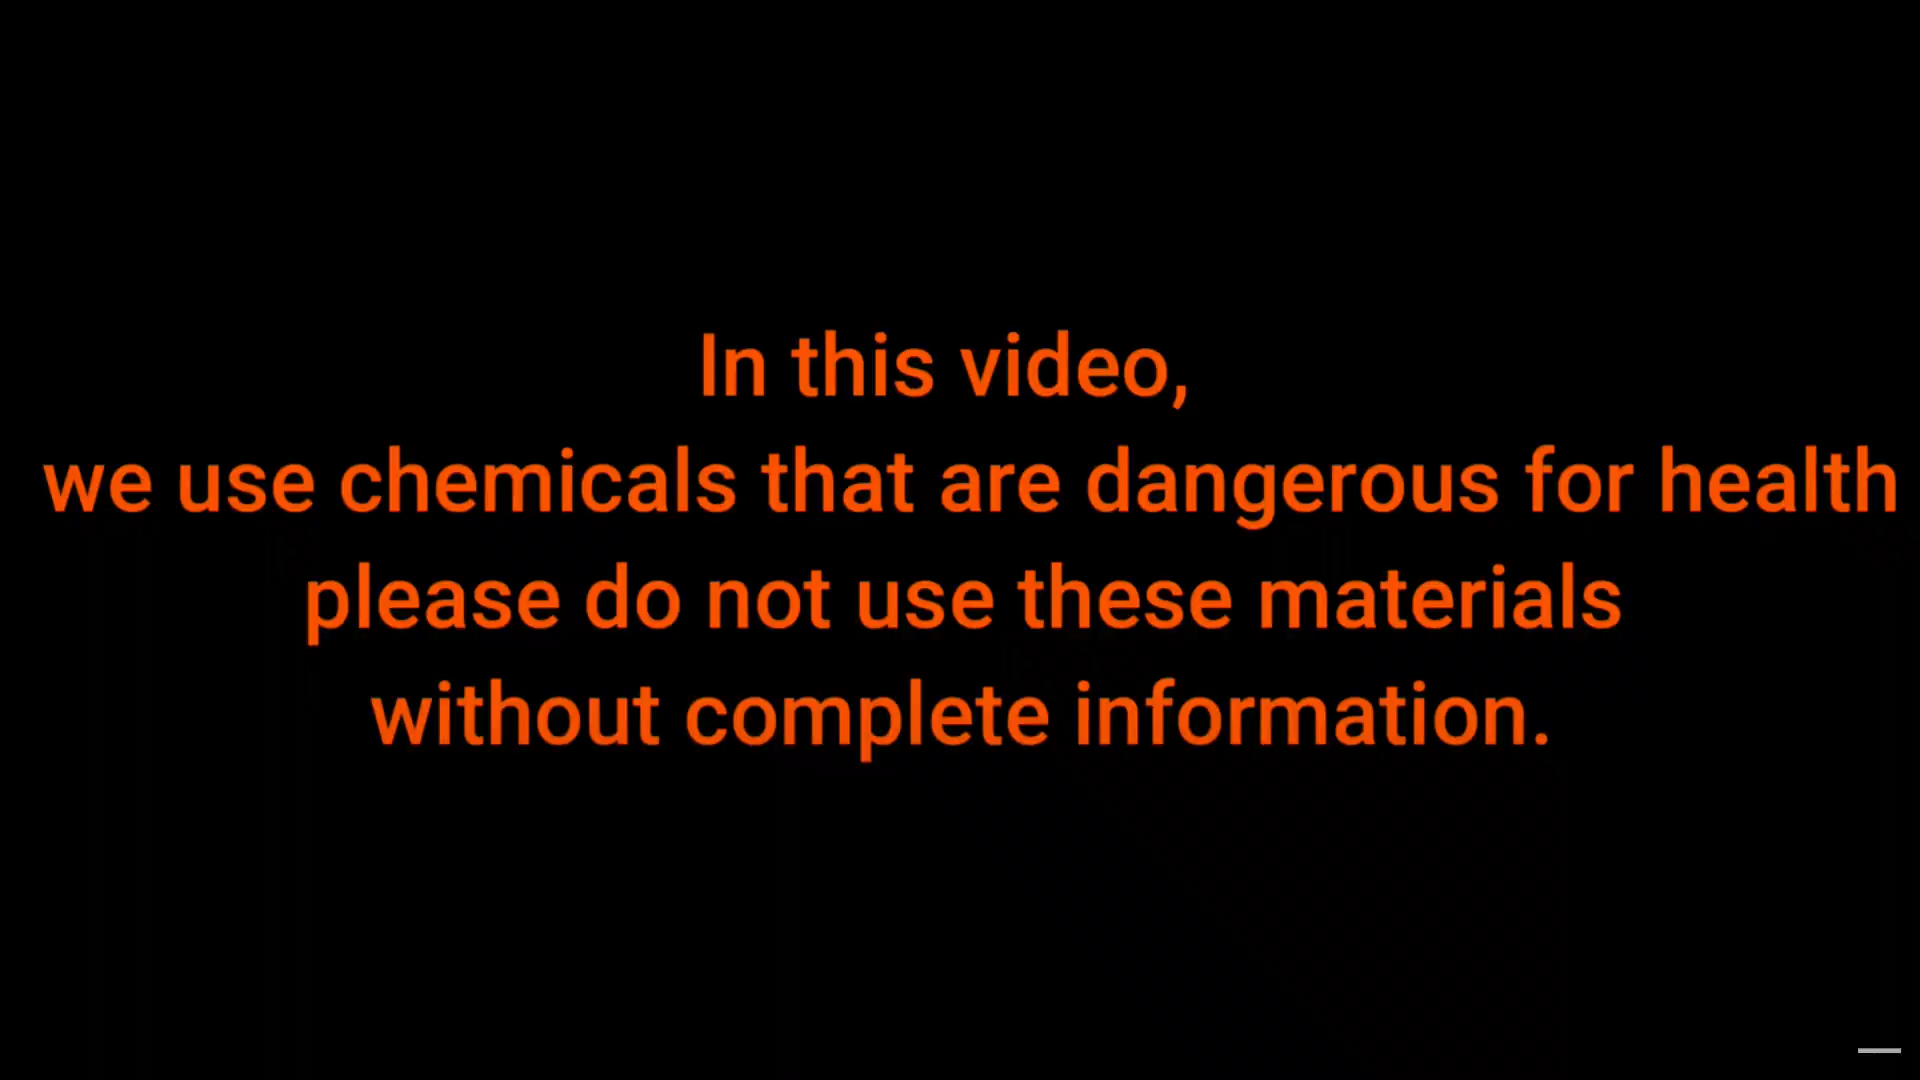 In this video,
we use chemicals that are dangerous for health
please do not use these materials
without complete information.